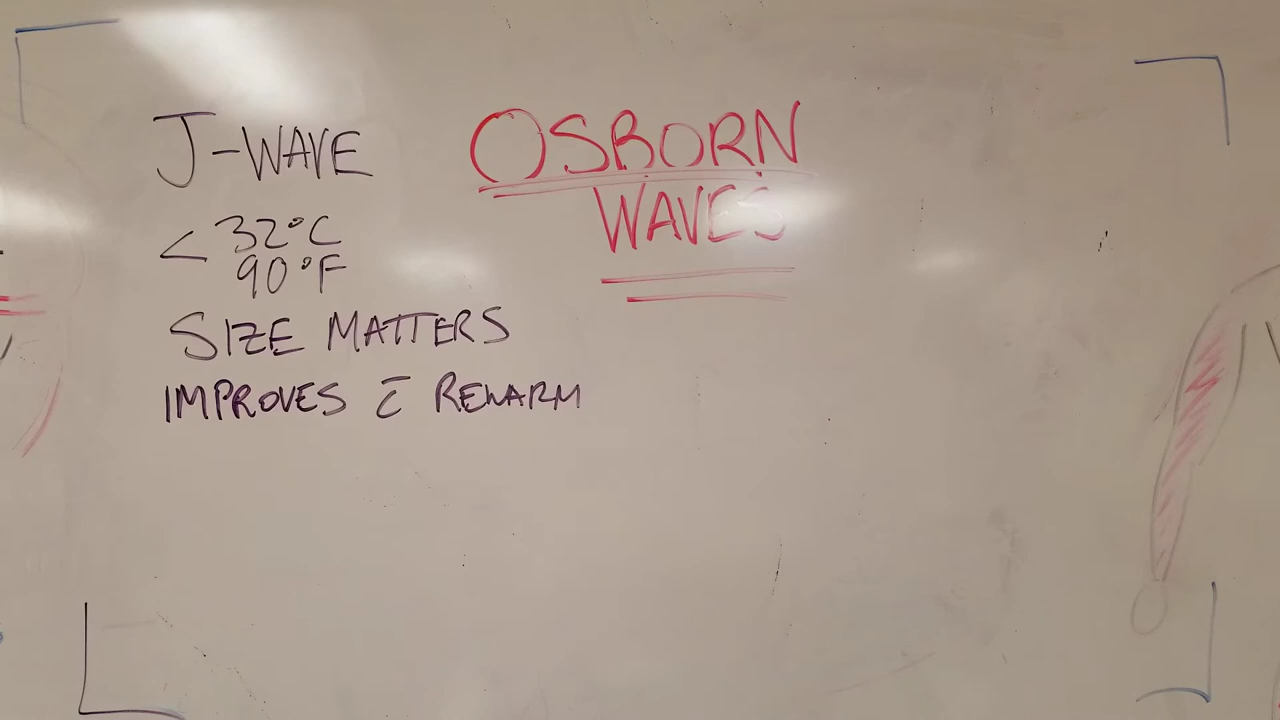 J-WAVE
OSBORN
WAVES
< 32°C
90°F
SIZE MATTERS
IMPROVES c̄ REWARM